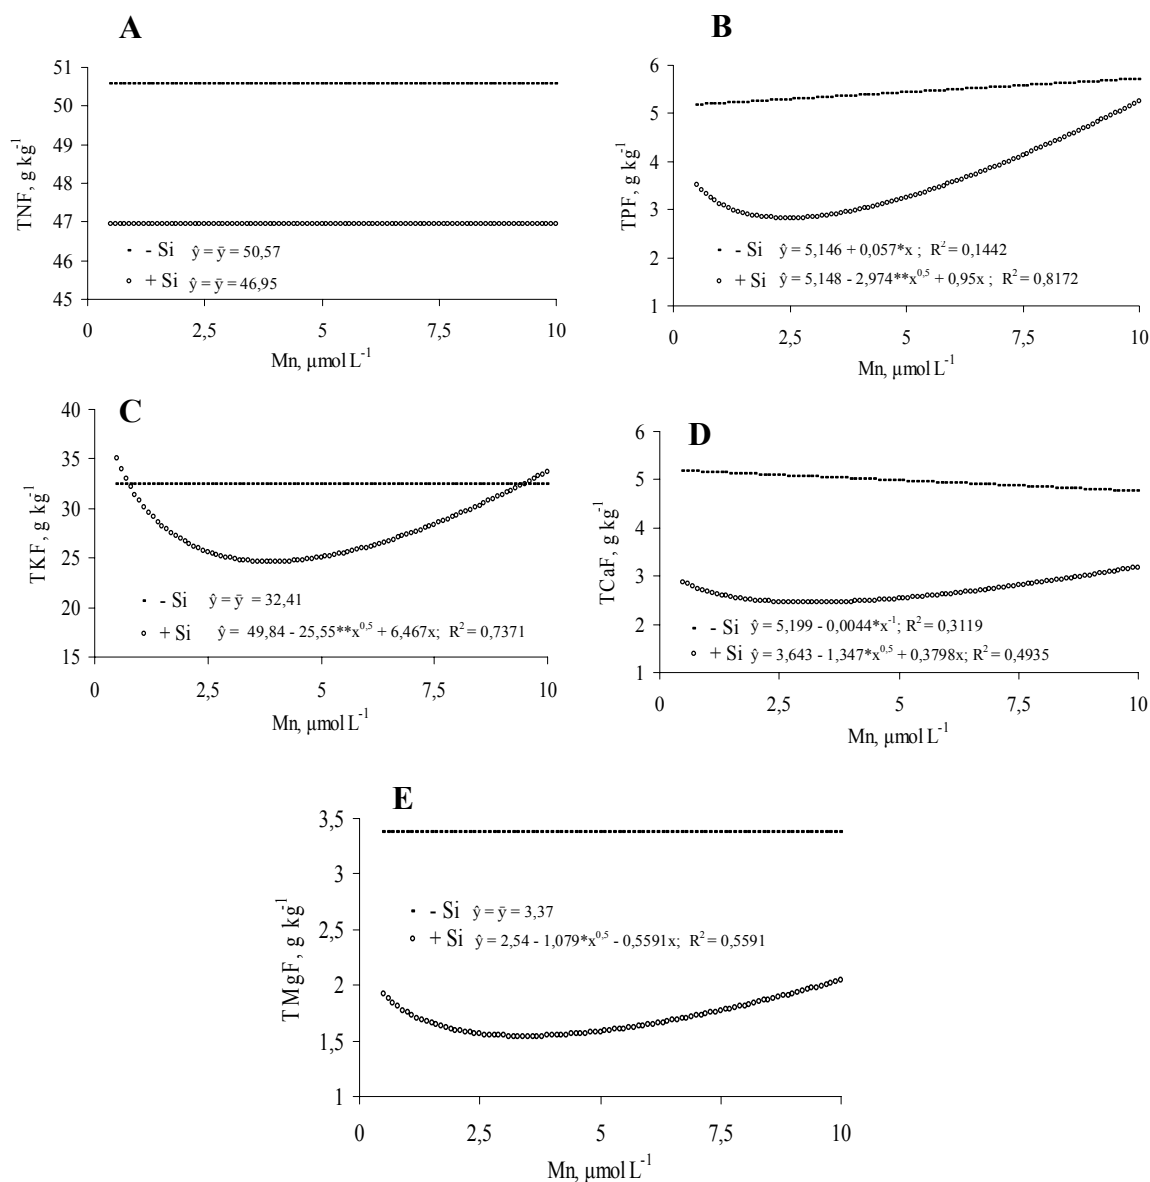 A
51
50
49
48
47
46
45
TNF, g kg⁻¹
- Si ŷ = ȳ = 50,57
+ Si ŷ = ȳ = 46,95
0 2,5 5 7,5 10
Mn, µmol L⁻¹
B
6
5
4
3
2
1
TPF, g kg⁻¹
- Si ŷ = 5,146 + 0,057*x ; R² = 0,1442
+ Si ŷ = 5,148 - 2,974**x⁰,⁵ + 0,95x ; R² = 0,8172
0 2,5 5 7,5 10
Mn, µmol L⁻¹
C
40
35
30
25
20
15
TKF, g kg⁻¹
- Si ŷ = ȳ = 32,41
+ Si ŷ = 49,84 - 25,55**x⁰,⁵ + 6,467x; R² = 0,7371
0 2,5 5 7,5 10
Mn, µmol L⁻¹
D
6
5
4
3
2
1
TCaF, g kg⁻¹
- Si ŷ = 5,199 - 0,0044*x⁻¹; R² = 0,3119
+ Si ŷ = 3,643 - 1,347*x⁰,⁵ + 0,3798x; R² = 0,4935
0 2,5 5 7,5 10
Mn, µmol L⁻¹
E
3,5
3
2,5
2
1,5
1
TMgF, g kg⁻¹
- Si ŷ = ȳ = 3,37
+ Si ŷ = 2,54 - 1,079*x⁰,⁵ - 0,5591x; R² = 0,5591
0 2,5 5 7,5 10
Mn, µmol L⁻¹